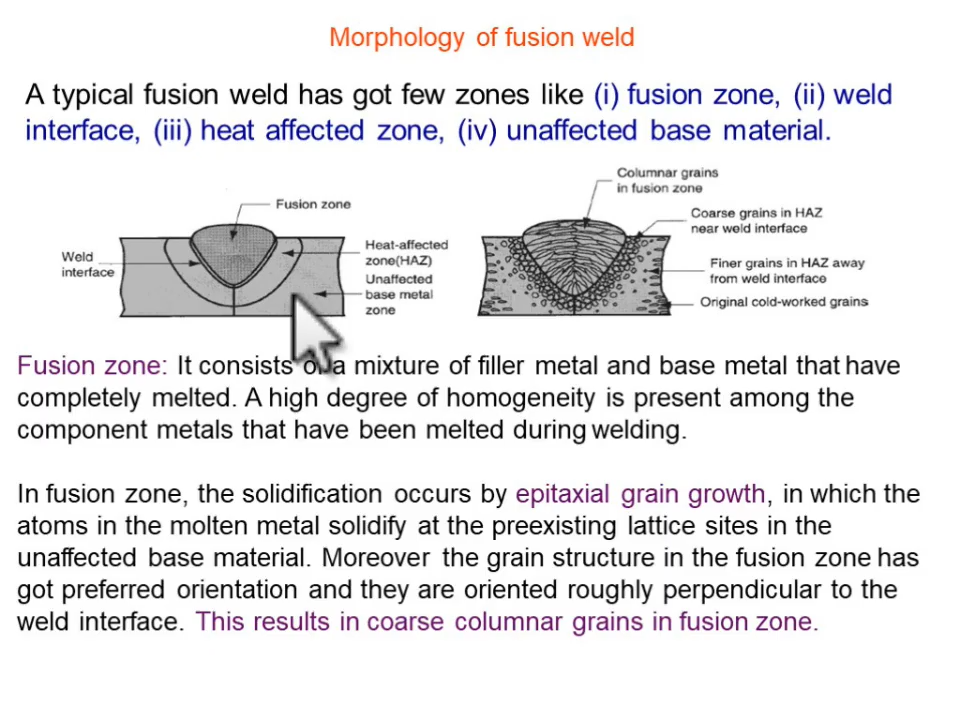 Morphology of fusion weld
A typical fusion weld has got few zones like (i) fusion zone, (ii) weld
interface, (iii) heat affected zone, (iv) unaffected base material.
Fusion zone
Weld
interface
Heat-affected
zone(HAZ)
Unaffected
base metal
zone
Columnar grains
in fusion zone
Coarse grains in HAZ
near weld interface
Finer grains in HAZ away
from weld interface
Original cold-worked grains
Fusion zone: It consists of a mixture of filler metal and base metal that have
completely melted. A high degree of homogeneity is present among the
component metals that have been melted during welding.
In fusion zone, the solidification occurs by epitaxial grain growth, in which the
atoms in the molten metal solidify at the preexisting lattice sites in the
unaffected base material. Moreover the grain structure in the fusion zone has
got preferred orientation and they are oriented roughly perpendicular to the
weld interface. This results in coarse columnar grains in fusion zone.